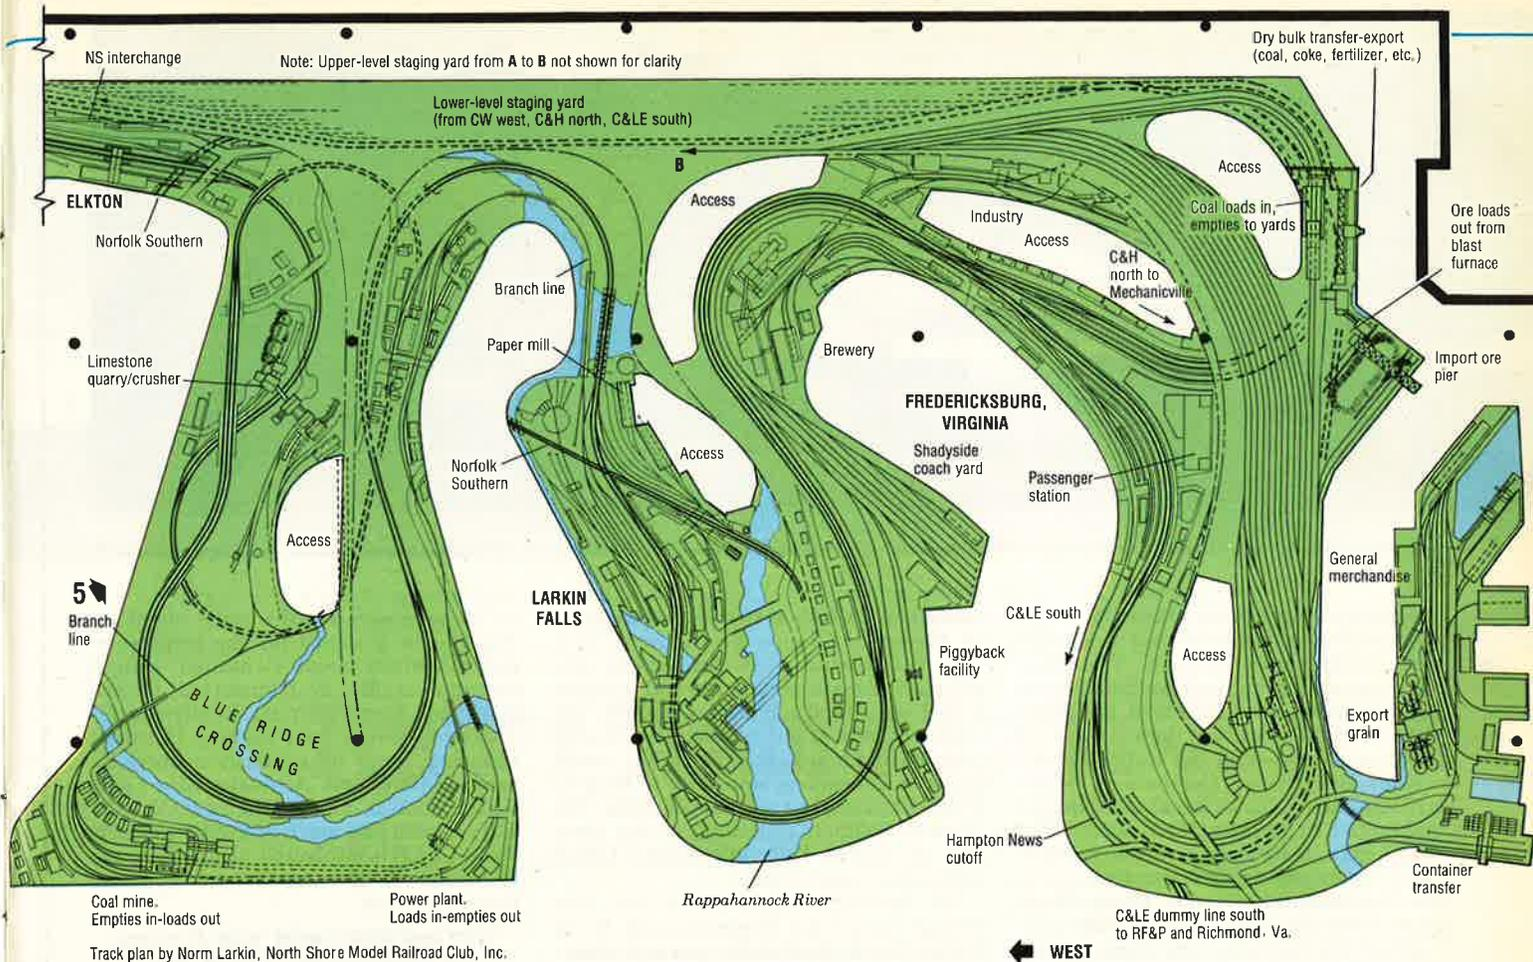 NS interchange
Note: Upper-level staging yard from A to B not shown for clarity
Dry bulk transfer-export
(coal, coke, fertilizer, etc.)
Lower-level staging yard
(from CW west, C&H north, C&LE south)
B
Access
Access
ELKTON
Norfolk Southern
Industry
Access
Coal loads in,
empties to yards
Ore loads
out from
blast
furnace
C&H
north to
Mechanicville
Branch line
Paper mill
Brewery
Limestone
quarry/crusher
Import ore
pier
FREDERICKSBURG,
VIRGINIA
Shadyside
coach yard
Access
Norfolk
Southern
Passenger
station
Access
General
merchandise
5
Branch
line
LARKIN
FALLS
C&LE south
Piggyback
facility
Access
BLUE RIDGE
CROSSING
Export
grain
Hampton News
cutoff
Container
transfer
Coal mine.
Empties in-loads out
Power plant.
Loads in-empties out
Rappahannock River
C&LE dummy line south
to RF&P and Richmond, Va.
Track plan by Norm Larkin, North Shore Model Railroad Club, Inc.
WEST